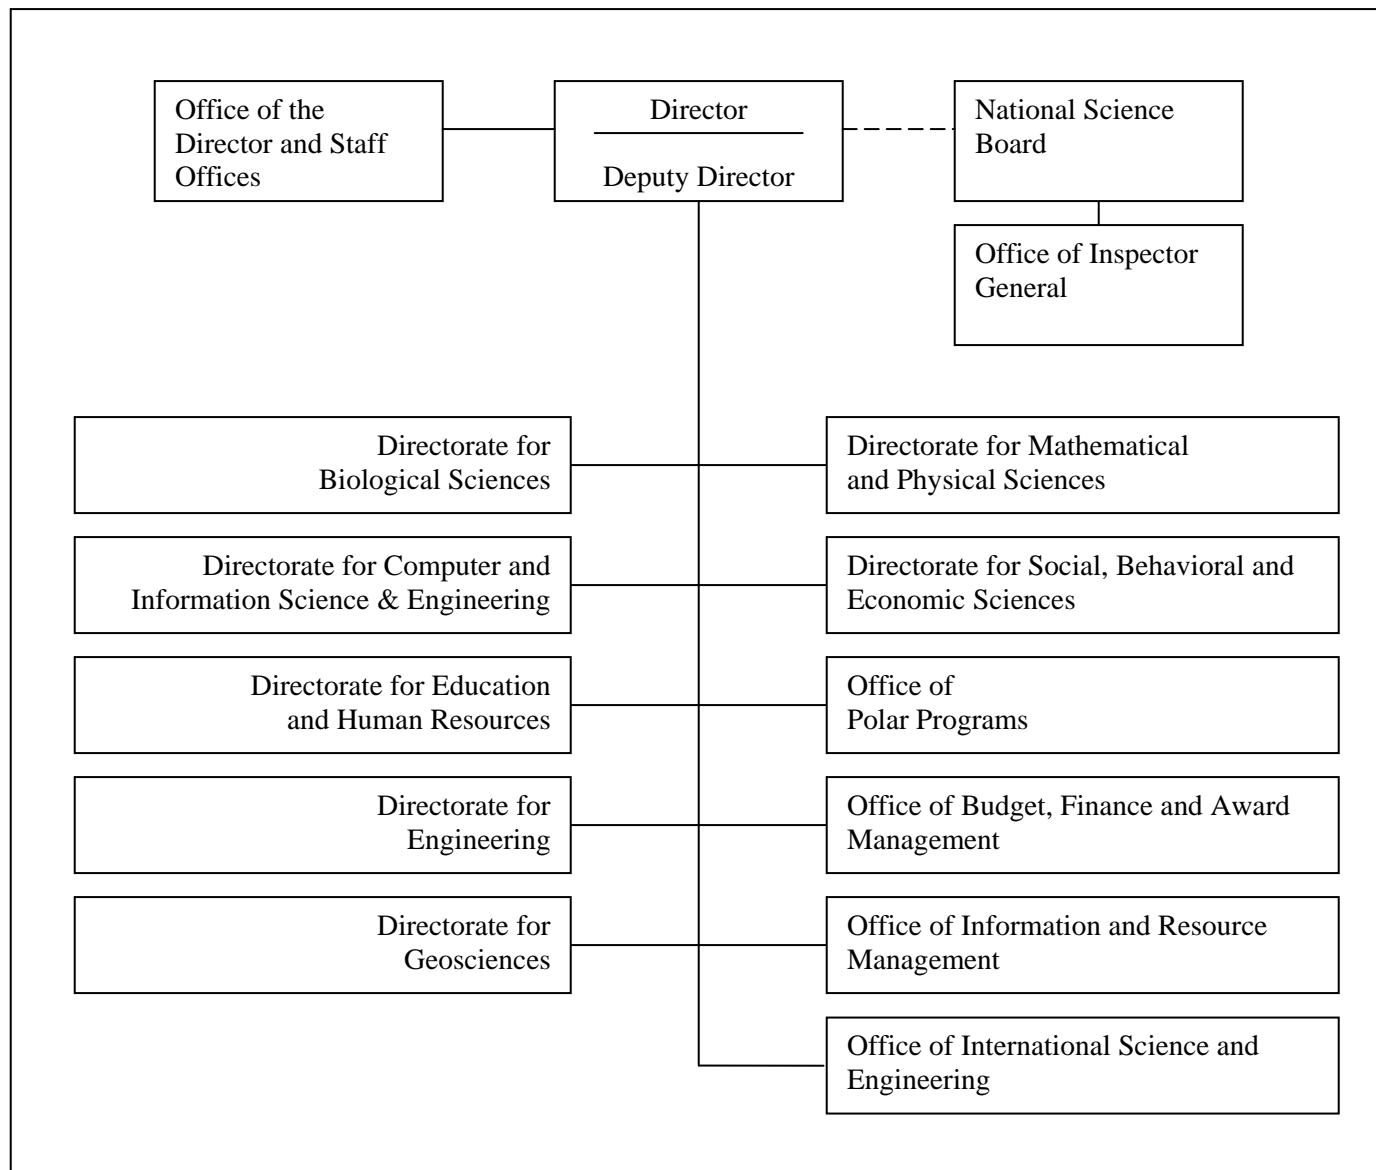 Office of the
Director and Staff
Offices
Director
Deputy Director
National Science
Board
Office of Inspector
General
Directorate for
Biological Sciences
Directorate for Mathematical
and Physical Sciences
Directorate for Computer and
Information Science & Engineering
Directorate for Social, Behavioral and
Economic Sciences
Directorate for Education
and Human Resources
Office of
Polar Programs
Directorate for
Engineering
Office of Budget, Finance and Award
Management
Directorate for
Geosciences
Office of Information and Resource
Management
Office of International Science and
Engineering